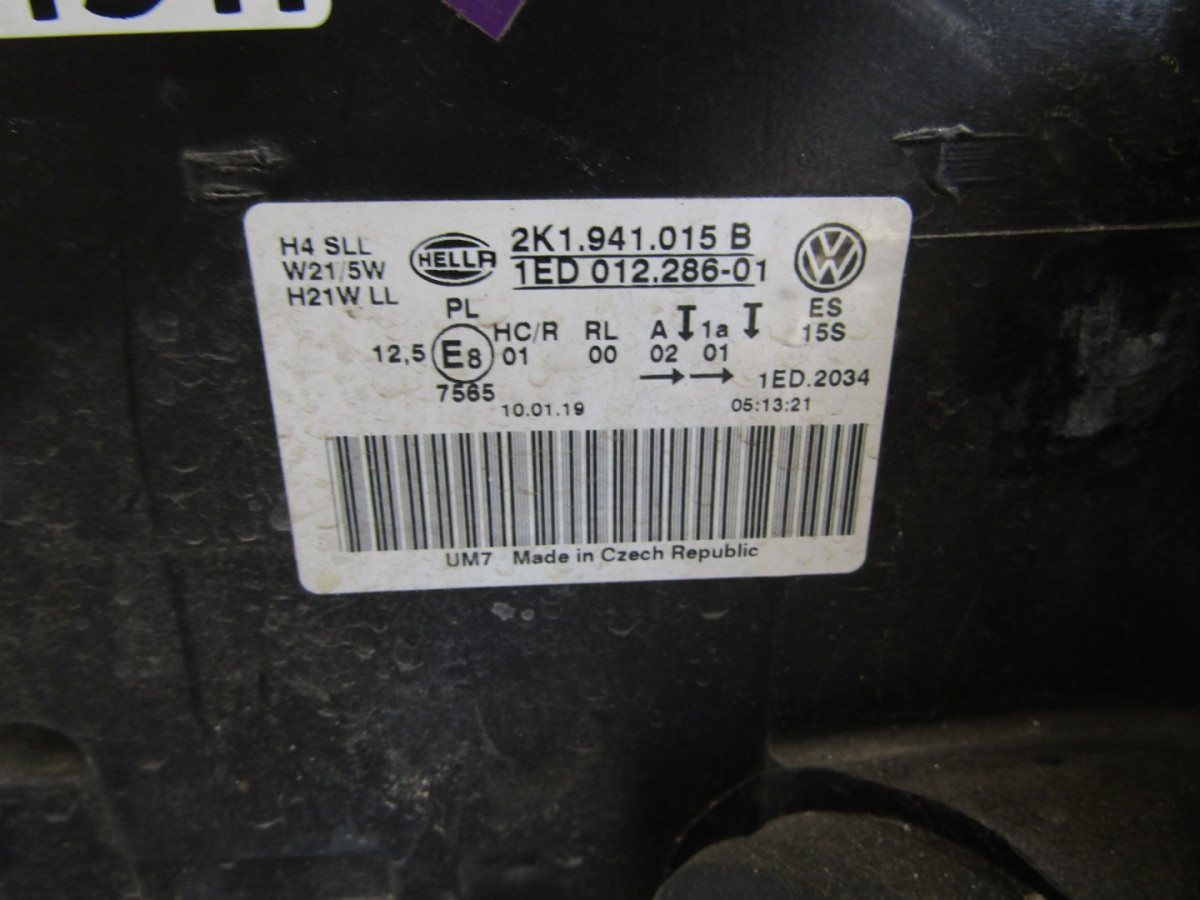 H4 SLL
W21/5W
H21W LL
HELLA
2K1.941.015 B
1ED 012.286-01
VW
PL
HC/R RL A 1a
ES
15S
12,5 E8 01 00 02 01
7565
1ED.2034
10.01.19
05:13:21
UM7 Made in Czech Republic